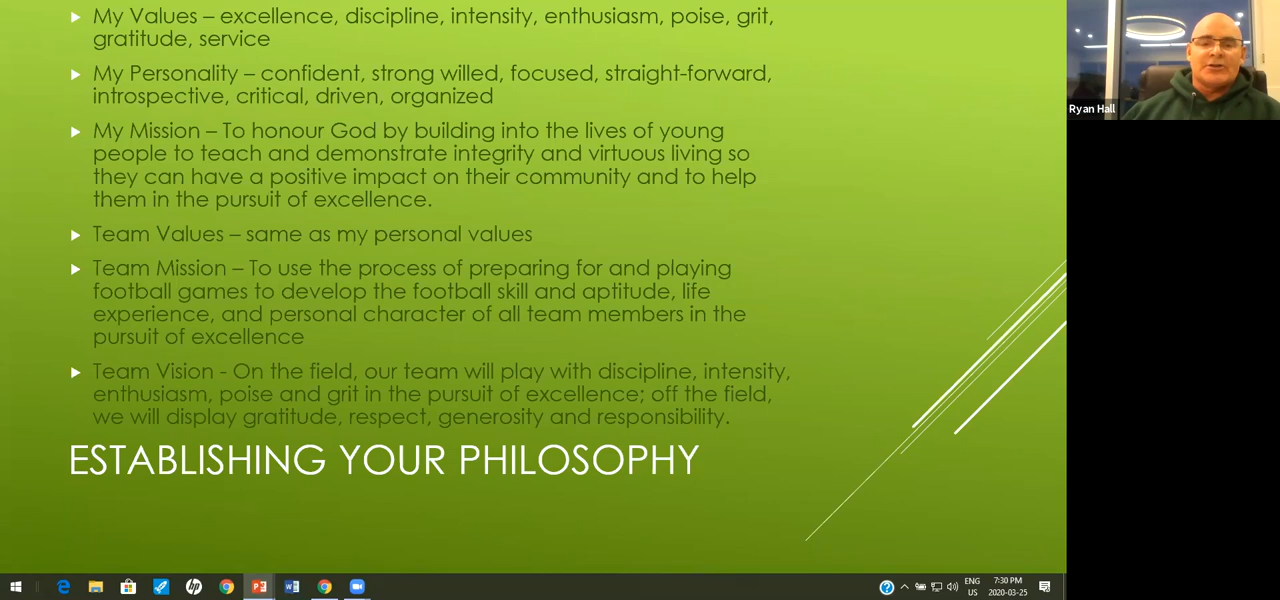 My Values – excellence, discipline, intensity, enthusiasm, poise, grit,
gratitude, service
My Personality – confident, strong willed, focused, straight-forward,
introspective, critical, driven, organized
My Mission – To honour God by building into the lives of young
people to teach and demonstrate integrity and virtuous living so
they can have a positive impact on their community and to help
them in the pursuit of excellence.
Team Values – same as my personal values
Team Mission – To use the process of preparing for and playing
football games to develop the football skill and aptitude, life
experience, and personal character of all team members in the
pursuit of excellence
Team Vision - On the field, our team will play with discipline, intensity,
enthusiasm, poise and grit in the pursuit of excellence; off the field,
we will display gratitude, respect, generosity and responsibility.
ESTABLISHING YOUR PHILOSOPHY
Ryan Hall
ENG
US
7:30 PM
2020-03-25